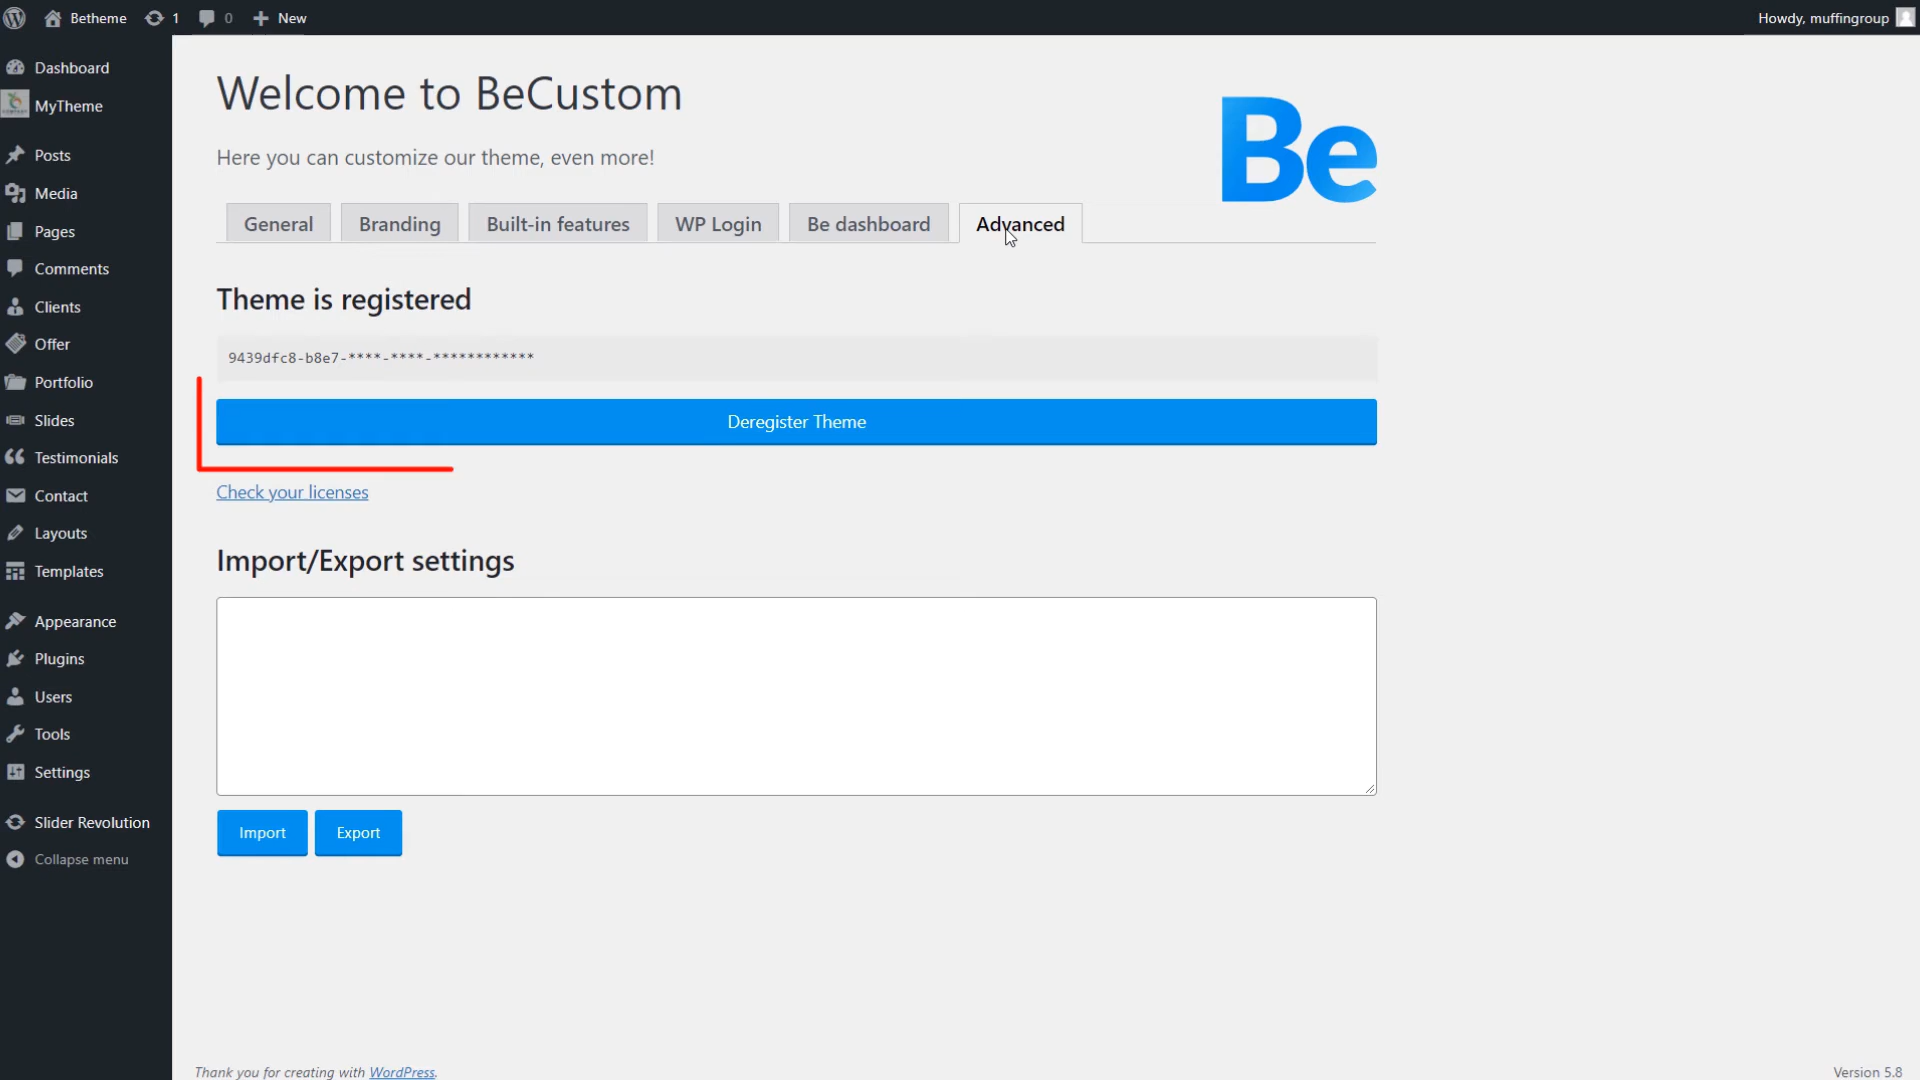 Betheme
1
0
New
Howdy, muffingroup
Dashboard
MyTheme
Posts
Media
Pages
Comments
Clients
Offer
Portfolio
Slides
Testimonials
Contact
Layouts
Templates
Appearance
Plugins
Users
Tools
Settings
Slider Revolution
Collapse menu
Welcome to BeCustom
Here you can customize our theme, even more!
Be
General
Branding
Built-in features
WP Login
Be dashboard
Advanced
Theme is registered
9439dfc8-b8e7-****-****-************
Deregister Theme
Check your licenses
Import/Export settings
Import
Export
Thank you for creating with WordPress.
Version 5.8